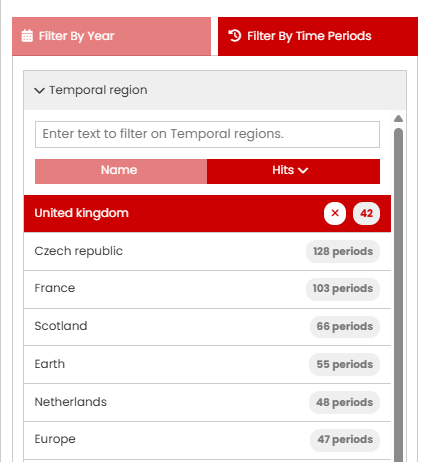 Filter By Year
Filter By Time Periods
Temporal region
Enter text to filter on Temporal regions.
Name
Hits
United kingdom × 42
Czech republic 128 periods
France 103 periods
Scotland 66 periods
Earth 55 periods
Netherlands 48 periods
Europe 47 periods